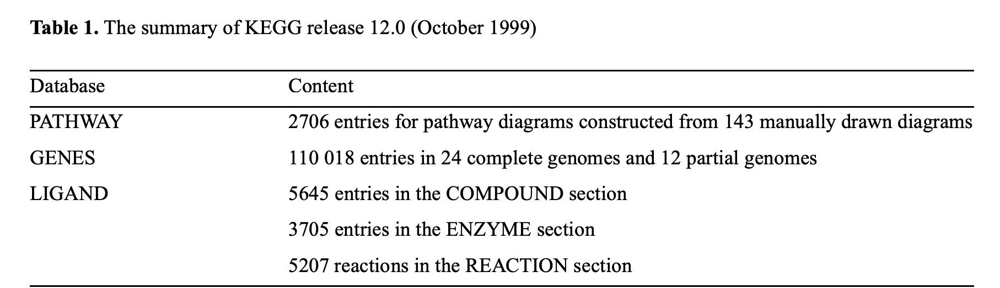 Table 1. The summary of KEGG release 12.0 (October 1999)
Database Content
PATHWAY 2706 entries for pathway diagrams constructed from 143 manually drawn diagrams
GENES 110 018 entries in 24 complete genomes and 12 partial genomes
LIGAND 5645 entries in the COMPOUND section
3705 entries in the ENZYME section
5207 reactions in the REACTION section